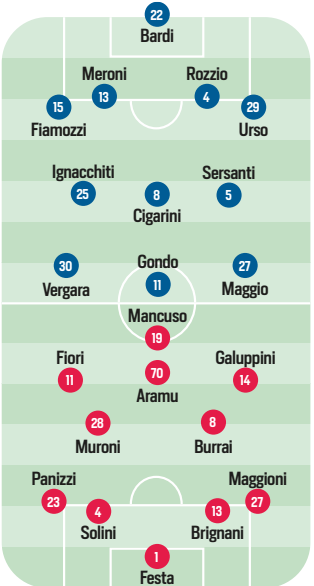 22
Bardi
Meroni Rozzio
13 4
15 29
Fiamozzi Urso
Ignacchiti Sersanti
25 8 5
Cigarini
Gondo
30 11 27
Vergara Maggio
Mancuso
19
Fiori Galuppini
11 70 14
Aramu
28 8
Muroni Burrai
Panizzi Maggioni
23 4 13 27
Solini Brignani
1
Festa